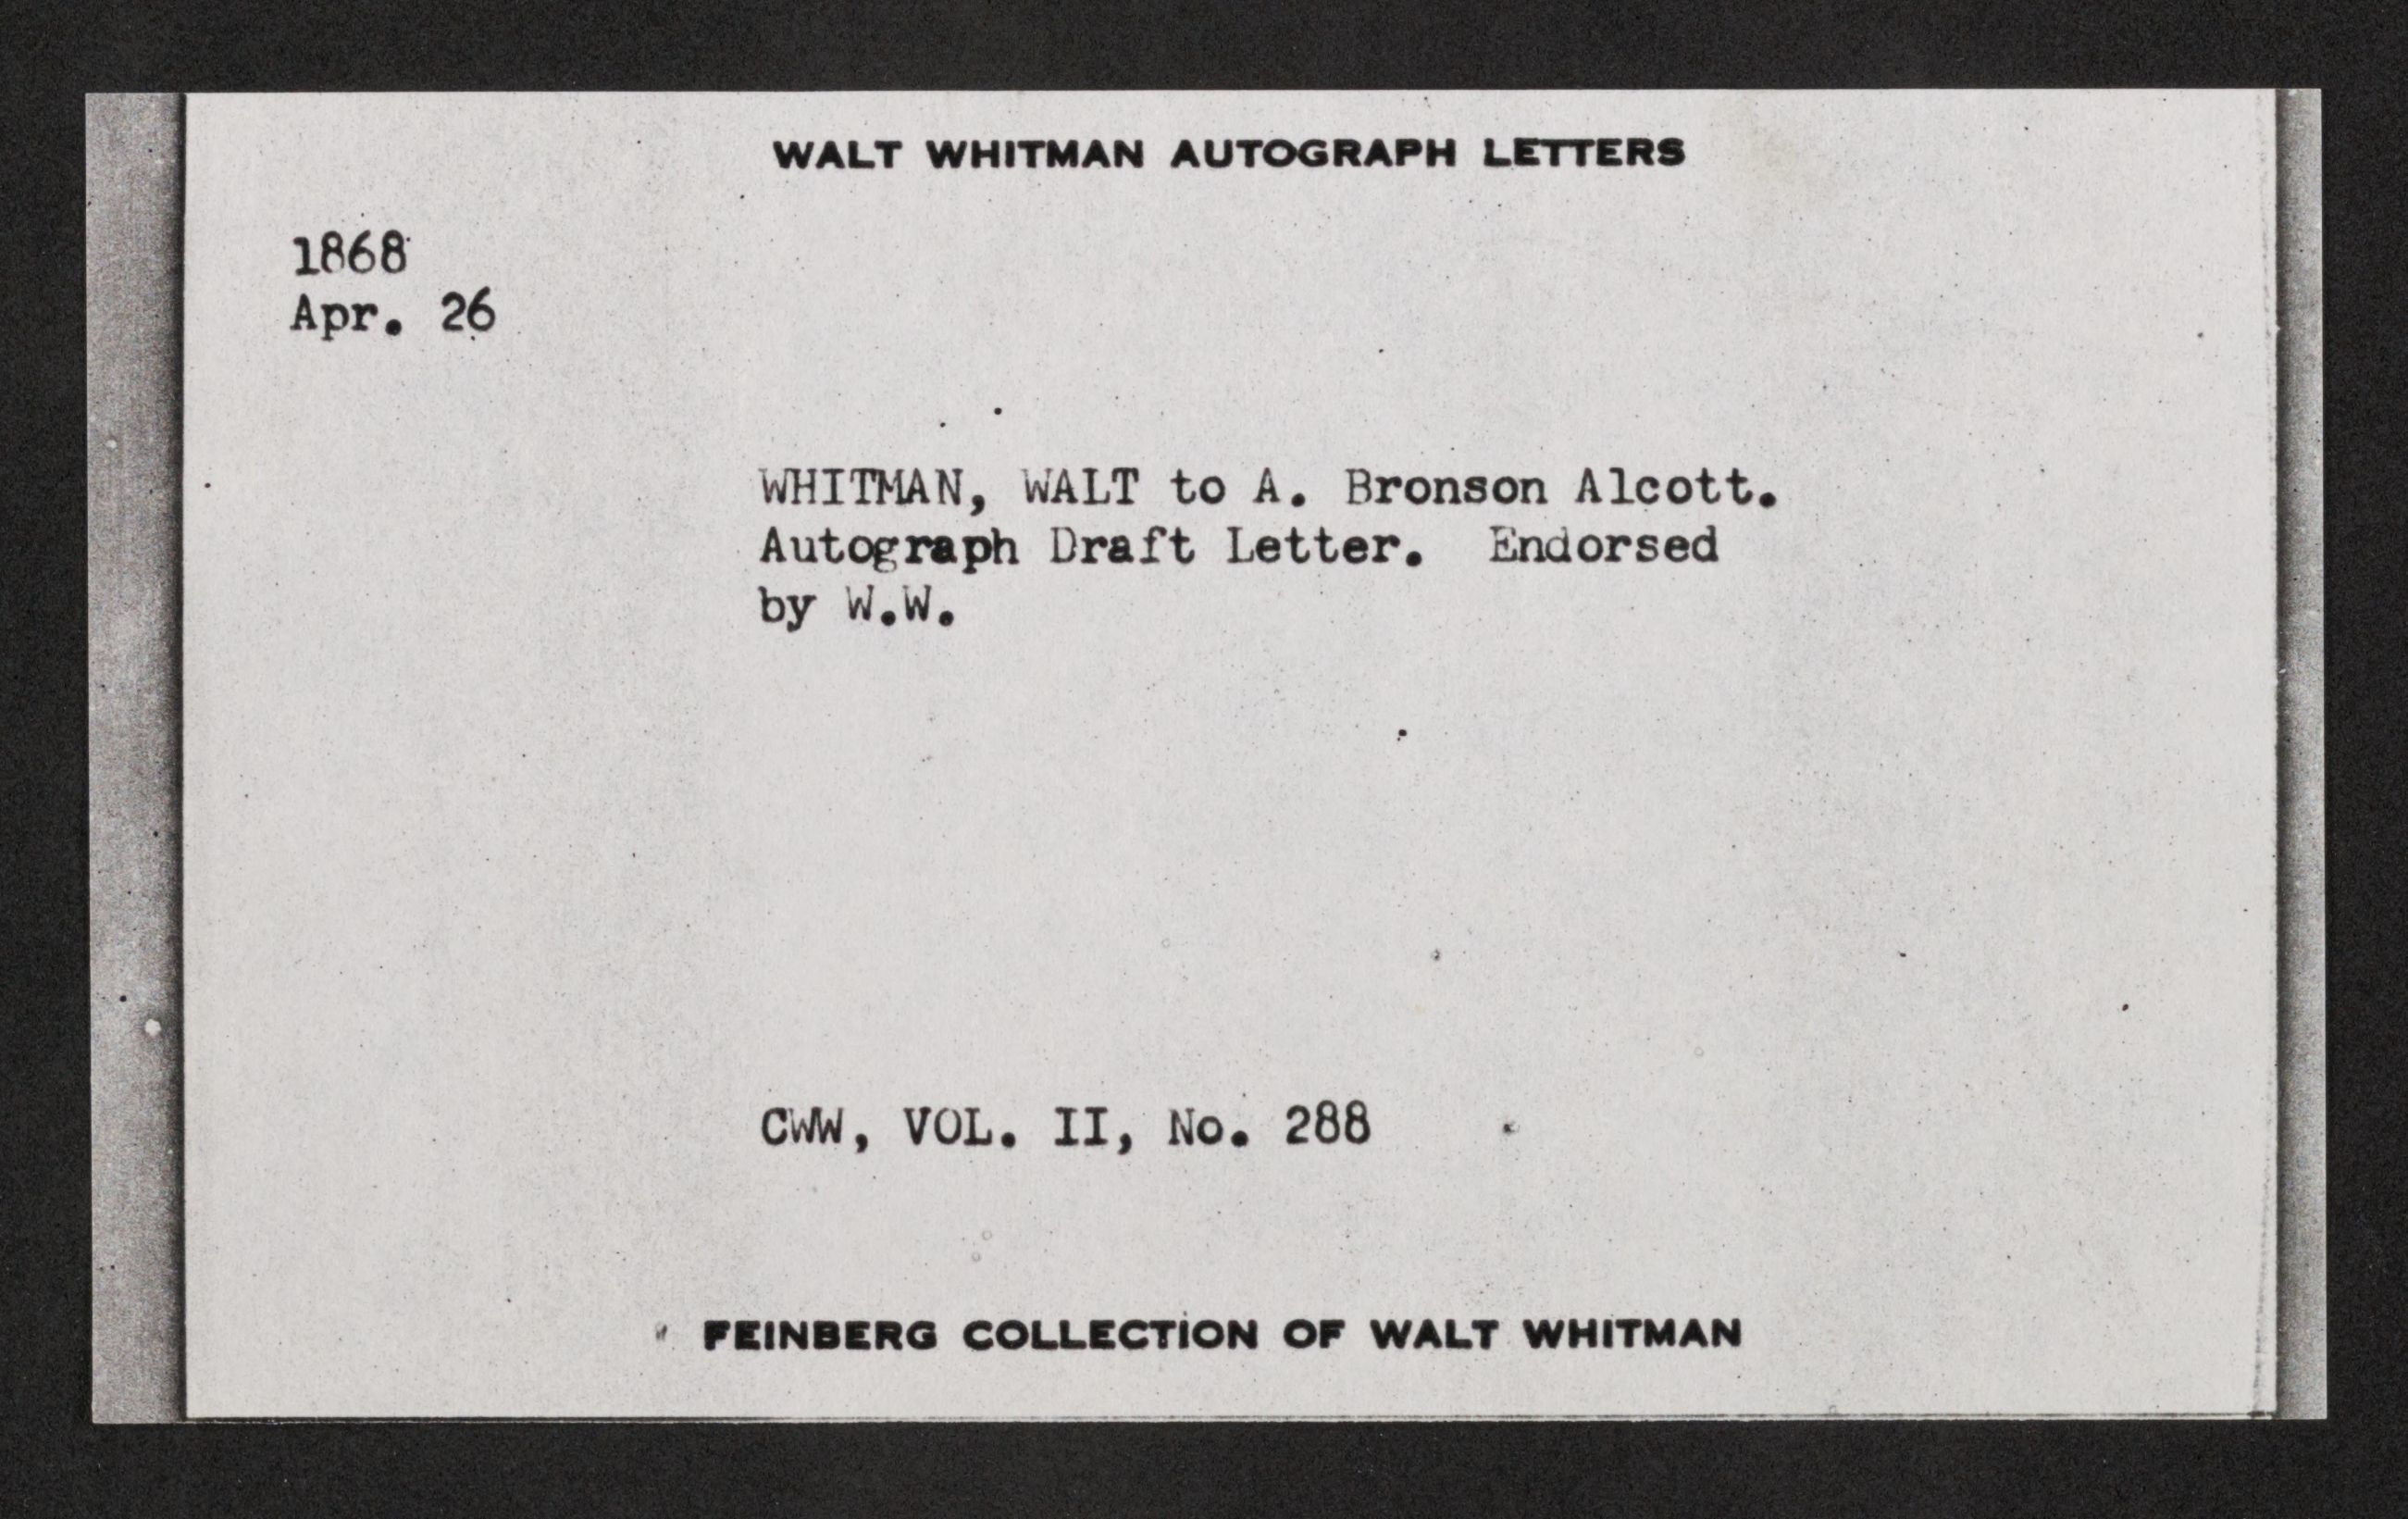 WALT WHITMAN AUTOGRAPH LETTERS
1868
Apr. 26
WHITMAN, WALT to A. Bronson Alcott.
Autograph Draft Letter. Endorsed
by W.W.
CWW, VOL. II, No. 288
FEINBERG COLLECTION OF WALT WHITMAN